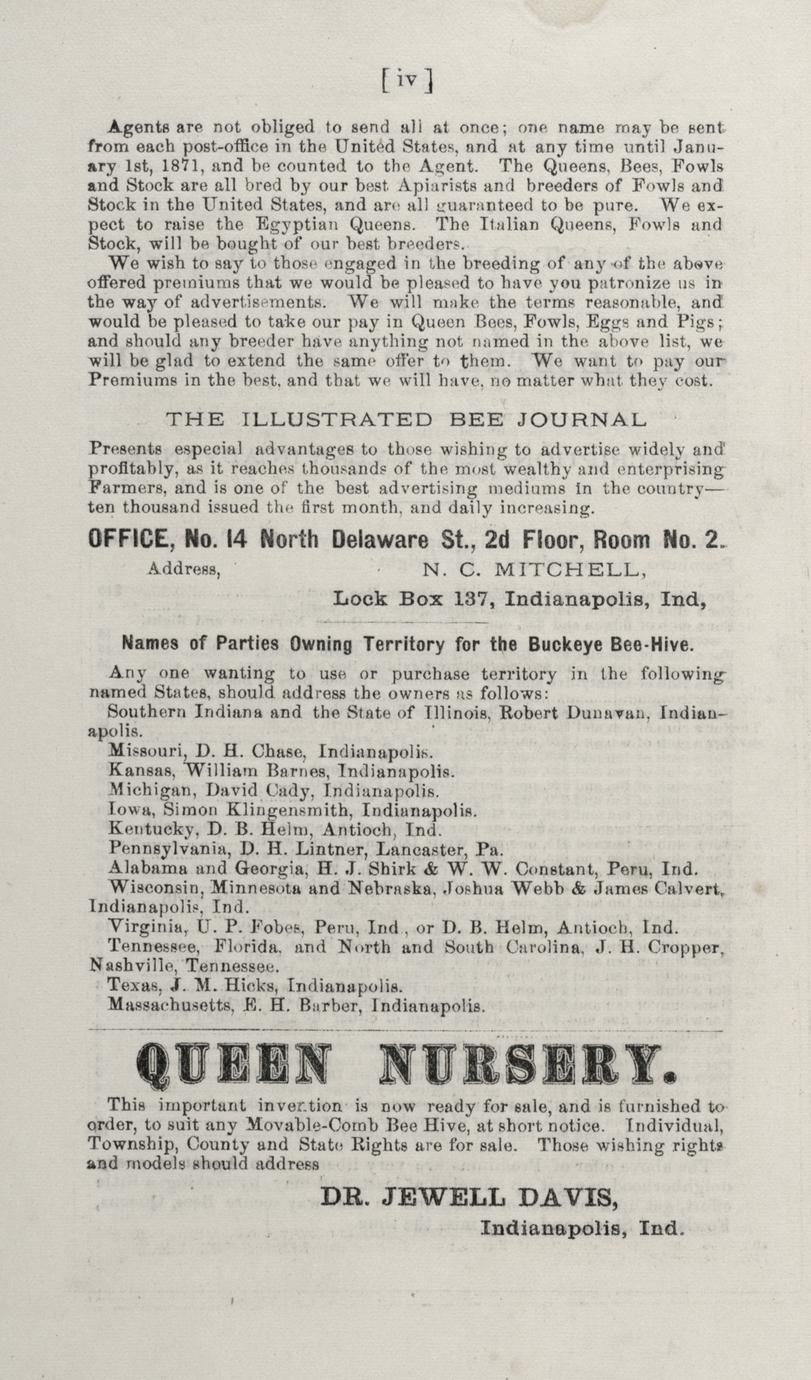 [ iv ]
Agents are not obliged to send all at once; one name may be sent
from each post-office in the United States, and at any time until Janu-
ary 1st, 1871, and be counted to the Agent. The Queens, Bees, Fowls
and Stock are all bred by our best Apiarists and breeders of Fowls and
Stock in the United States, and are all guaranteed to be pure. We ex-
pect to raise the Egyptian Queens. The Italian Queens, Fowls and
Stock, will be bought of our best breeders.
We wish to say to those engaged in the breeding of any of the above
offered premiums that we would be pleased to have you patronize us in
the way of advertisements. We will make the terms reasonable, and
would be pleased to take our pay in Queen Bees, Fowls, Eggs and Pigs;
and should any breeder have anything not named in the above list, we
will be glad to extend the same offer to them. We want to pay our
Premiums in the best, and that we will have, no matter what they cost.
THE ILLUSTRATED BEE JOURNAL
Presents especial advantages to those wishing to advertise widely and
profitably, as it reaches thousands of the most wealthy and enterprising
Farmers, and is one of the best advertising mediums in the country—
ten thousand issued the first month, and daily increasing.
OFFICE, No. 14 North Delaware St., 2d Floor, Room No. 2.
Address, N. C. MITCHELL,
Lock Box 137, Indianapolis, Ind,
Names of Parties Owning Territory for the Buckeye Bee-Hive.
Any one wanting to use or purchase territory in the following
named States, should address the owners as follows:
Southern Indiana and the State of Illinois, Robert Dunavan, Indian-
apolis.
Missouri, D. H. Chase, Indianapolis.
Kansas, William Barnes, Indianapolis.
Michigan, David Cady, Indianapolis.
Iowa, Simon Klingensmith, Indianapolis.
Kentucky, D. B. Helm, Antioch, Ind.
Pennsylvania, D. H. Lintner, Lancaster, Pa.
Alabama and Georgia, H. J. Shirk & W. W. Constant, Peru, Ind.
Wisconsin, Minnesota and Nebraska, Joshua Webb & James Calvert,
Indianapolis, Ind.
Virginia, U. P. Fobes, Peru, Ind., or D. B. Helm, Antioch, Ind.
Tennessee, Florida, and North and South Carolina, J. H. Cropper,
Nashville, Tennessee.
Texas, J. M. Hicks, Indianapolis.
Massachusetts, E. H. Barber, Indianapolis.
QUEEN NURSERY.
This important invention is now ready for sale, and is furnished to
order, to suit any Movable-Comb Bee Hive, at short notice. Individual,
Township, County and State Rights are for sale. Those wishing rights
and models should address
DR. JEWELL DAVIS,
Indianapolis, Ind.